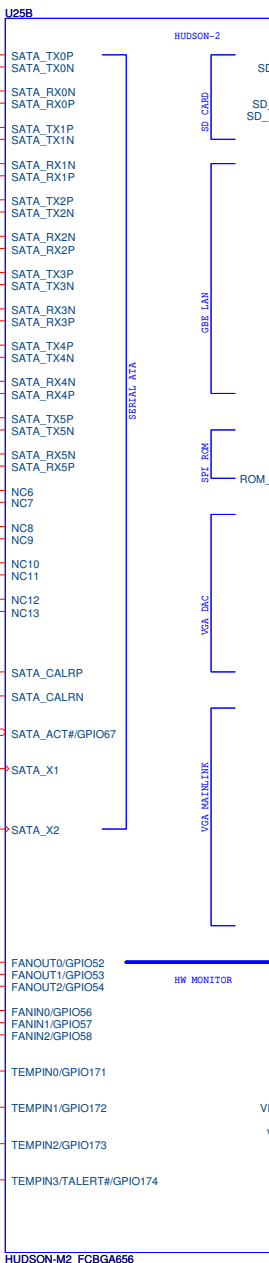 U25B
HUDSON-2
SATA_TX0P
SATA_TX0N
SATA_RX0N
SATA_RX0P
SATA_TX1P
SATA_TX1N
SATA_RX1N
SATA_RX1P
SATA_TX2P
SATA_TX2N
SATA_RX2N
SATA_RX2P
SATA_TX3P
SATA_TX3N
SATA_RX3N
SATA_RX3P
SATA_TX4P
SATA_TX4N
SATA_RX4N
SATA_RX4P
SATA_TX5P
SATA_TX5N
SATA_RX5N
SATA_RX5P
NC6
NC7
NC8
NC9
NC10
NC11
NC12
NC13
SATA_CALRP
SATA_CALRN
SATA_ACT#/GPIO67
SATA_X1
SATA_X2
SERIAL ATA
SD CARD
GBE LAN
SPI ROM
VGA DAC
VGA MAINLINK
SD
SD_
SD_
ROM_
FANOUT0/GPIO52
FANOUT1/GPIO53
FANOUT2/GPIO54
HW MONITOR
FANIN0/GPIO56
FANIN1/GPIO57
FANIN2/GPIO58
TEMPIN0/GPIO171
TEMPIN1/GPIO172
TEMPIN2/GPIO173
TEMPIN3/TALERT#/GPIO174
HUDSON-M2_FCBGA656